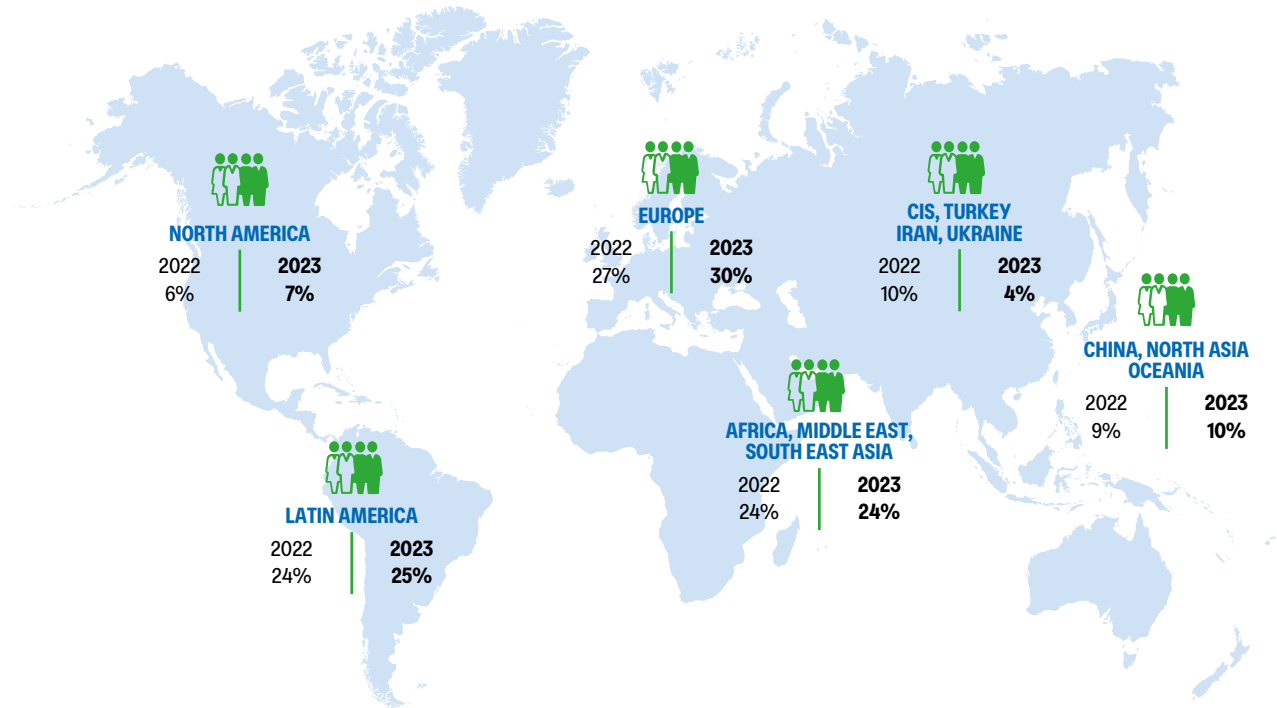 NORTH AMERICA
2022 2023
6% 7%
EUROPE
2022 2023
27% 30%
CIS, TURKEY
IRAN, UKRAINE
2022 2023
10% 4%
CHINA, NORTH ASIA
OCEANIA
2022 2023
9% 10%
AFRICA, MIDDLE EAST,
SOUTH EAST ASIA
2022 2023
24% 24%
LATIN AMERICA
2022 2023
24% 25%